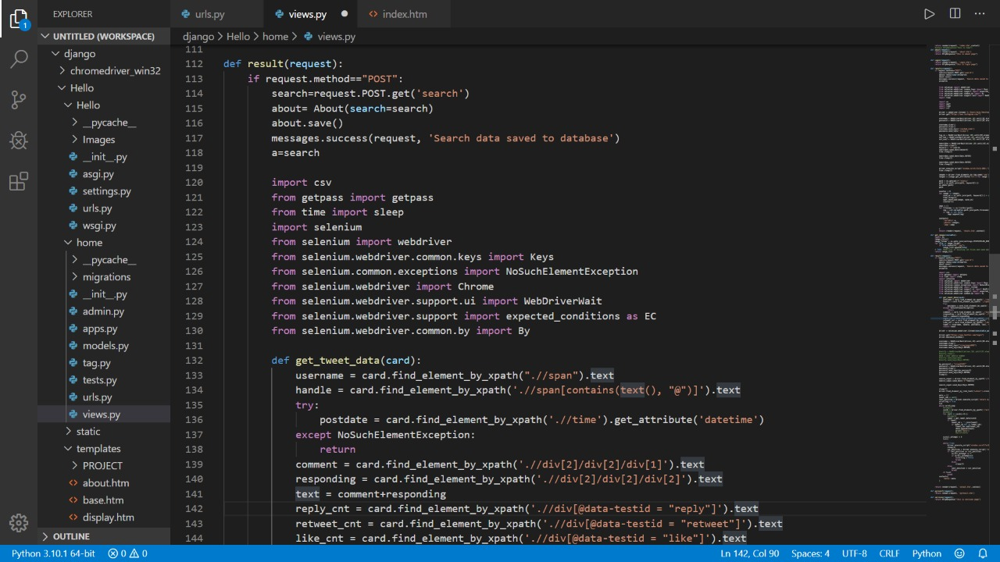 EXPLORER
urls.py
views.py
index.htm
1
UNTITLED (WORKSPACE)
django > Hello > home > views.py
django
chromedriver_win32
Hello
Hello
__pycache__
Images
__init__.py
asgi.py
settings.py
urls.py
wsgi.py
home
__pycache__
migrations
__init__.py
admin.py
apps.py
models.py
tag.py
tests.py
urls.py
views.py
static
templates
PROJECT
about.htm
base.htm
display.htm
OUTLINE
111
112 def result(request):
113 if request.method=="POST":
114 search=request.POST.get('search')
115 about = About(search=search)
116 about.save()
117 messages.success(request, 'Search data saved to database
118 a=search
119
120 import csv
121 from getpass import getpass
122 from time import sleep
123 import selenium
124 from selenium import webdriver
125 from selenium.webdriver.common.keys import Keys
126 from selenium.common.exceptions import NoSuchElementException
127 from selenium.webdriver import Chrome
128 from selenium.webdriver.support.ui import WebDriverWait
129 from selenium.webdriver.support import expected_conditions as EC
130 from selenium.webdriver.common.by import By
131
132 def get_tweet_data(card):
133 username = card.find_element_by_xpath(".//span").text
134 handle = card.find_element_by_xpath('.//span[contains(text(), "@")]').text
135 try:
136 postdate = card.find_element_by_xpath('.//time').get_attribute('datetime')
137 except NoSuchElementException:
138 return
139 comment = card.find_element_by_xpath('.//div[2]/div[2]/div[1]').text
140 responding = card.find_element_by_xpath('.//div[2]/div[2]/div[2]').text
141 text = comment+responding
142 reply_cnt = card.find_element_by_xpath('.//div[@data-testid = "reply"]').text
143 retweet_cnt = card.find_element_by_xpath('.//div[@data-testid = "retweet"]').text
144 like_cnt = card.find_element_by_xpath('.//div[@data-testid = "like"]').text
Python 3.10.1 64-bit 0 0 Ln 142, Col 90 Spaces: 4 UTF-8 CRLF Python